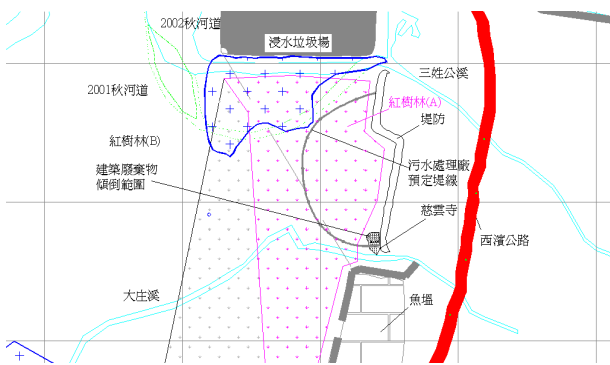 2002秋河道
浸水垃圾場
三姓公溪
2001秋河道
紅樹林(A)
堤防
紅樹林(B)
污水處理廠
預定堤線
建築廢棄物
傾倒範圍
慈雲寺
西濱公路
大庄溪
魚塭